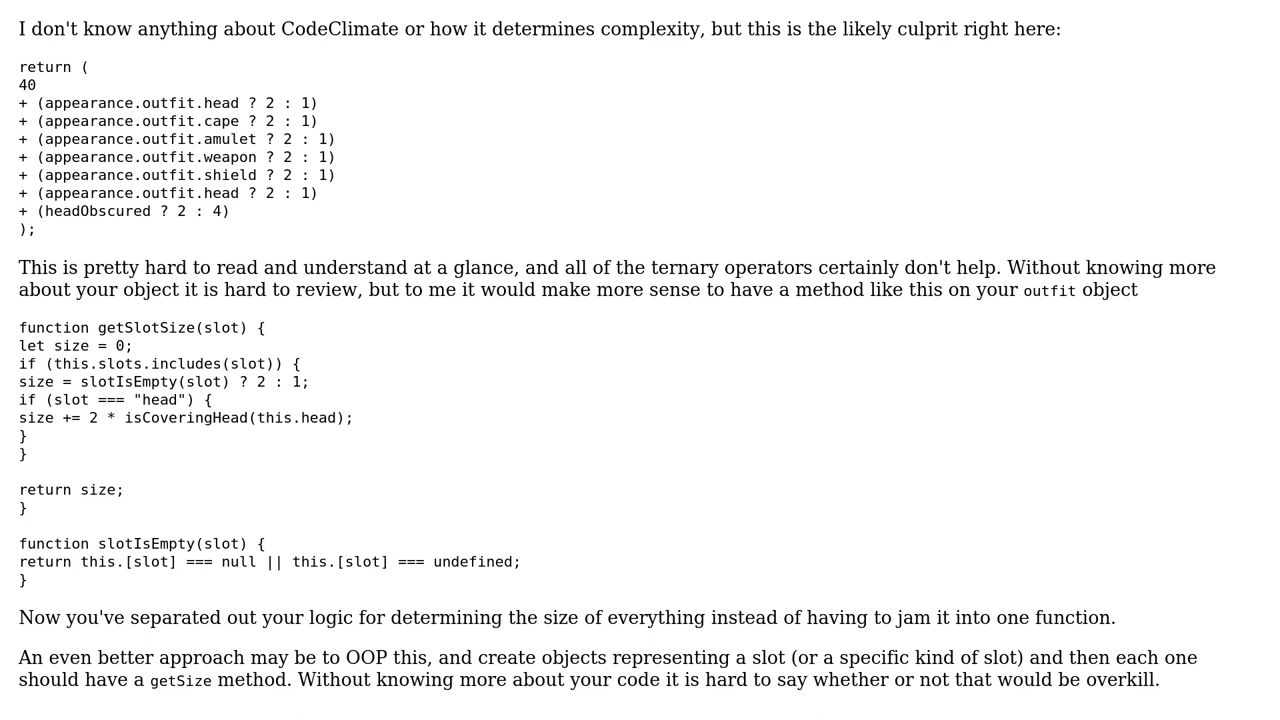 I don't know anything about CodeClimate or how it determines complexity, but this is the likely culprit right here:
return (
40
+ (appearance.outfit.head ? 2 : 1)
+ (appearance.outfit.cape ? 2 : 1)
+ (appearance.outfit.amulet ? 2 : 1)
+ (appearance.outfit.weapon ? 2 : 1)
+ (appearance.outfit.shield ? 2 : 1)
+ (appearance.outfit.head ? 2 : 1)
+ (headObscured ? 2 : 4)
);
This is pretty hard to read and understand at a glance, and all of the ternary operators certainly don't help. Without knowing more
about your object it is hard to review, but to me it would make more sense to have a method like this on your outfit object
function getSlotSize(slot) {
let size = 0;
if (this.slots.includes(slot)) {
size = slotIsEmpty(slot) ? 2 : 1;
if (slot === "head") {
size += 2 * isCoveringHead(this.head);
}
}
return size;
}
function slotIsEmpty(slot) {
return this.[slot] === null || this.[slot] === undefined;
}
Now you've separated out your logic for determining the size of everything instead of having to jam it into one function.
An even better approach may be to OOP this, and create objects representing a slot (or a specific kind of slot) and then each one
should have a getSize method. Without knowing more about your code it is hard to say whether or not that would be overkill.